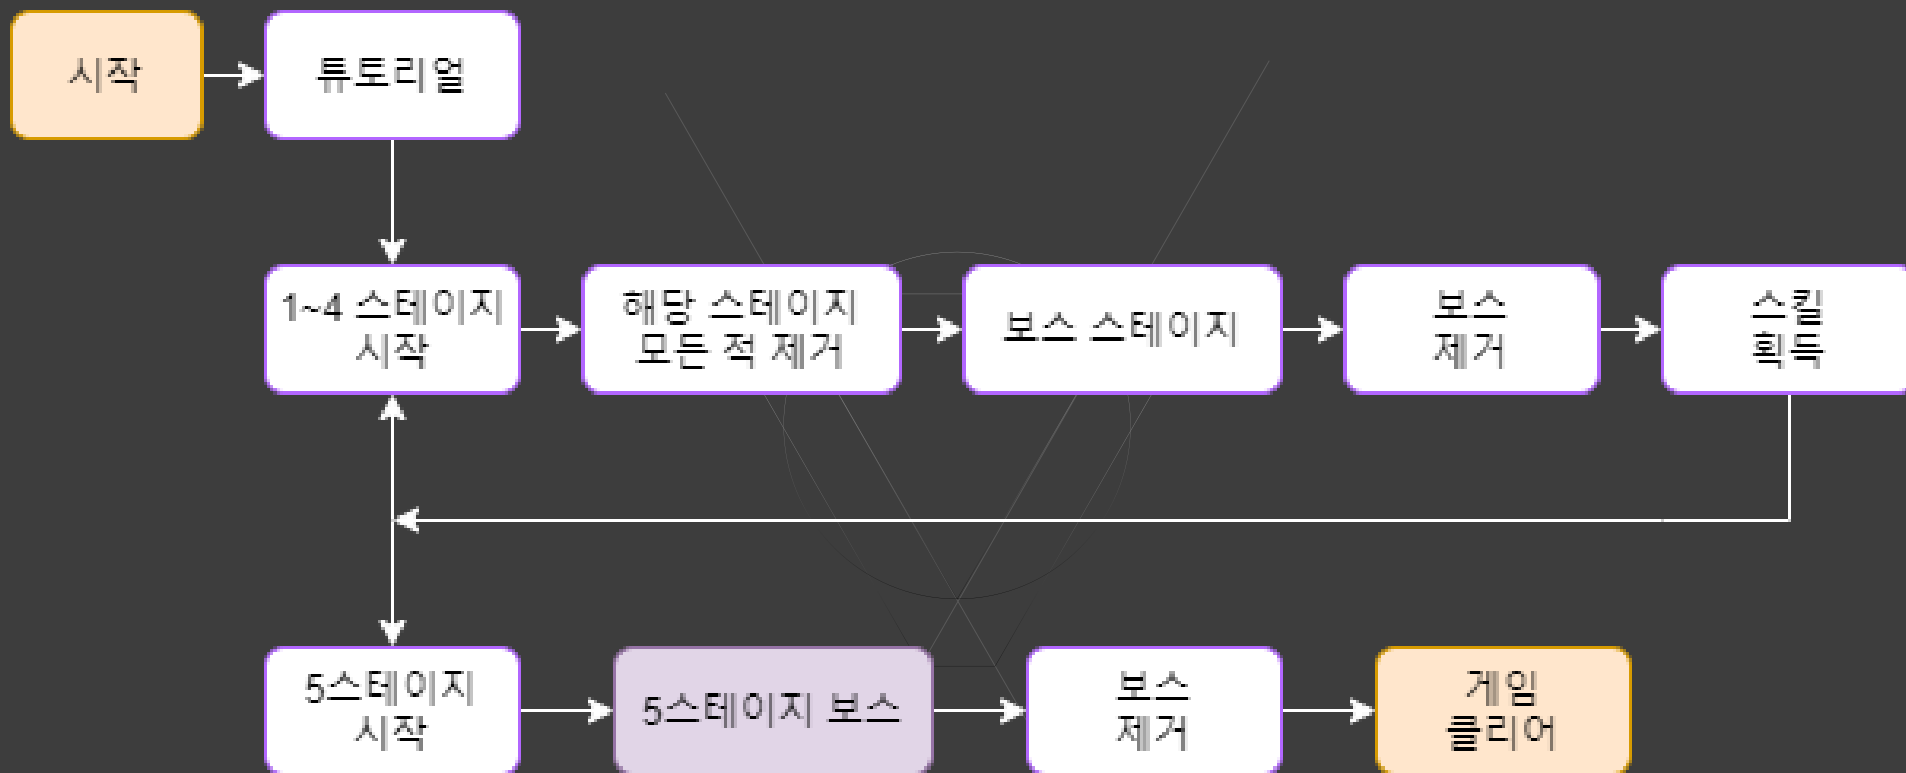 시작
튜토리얼
1~4 스테이지
시작
해당 스테이지
모든 적 제거
보스 스테이지
보스
제거
스킬
획득
5스테이지
시작
5스테이지 보스
보스
제거
게임
클리어